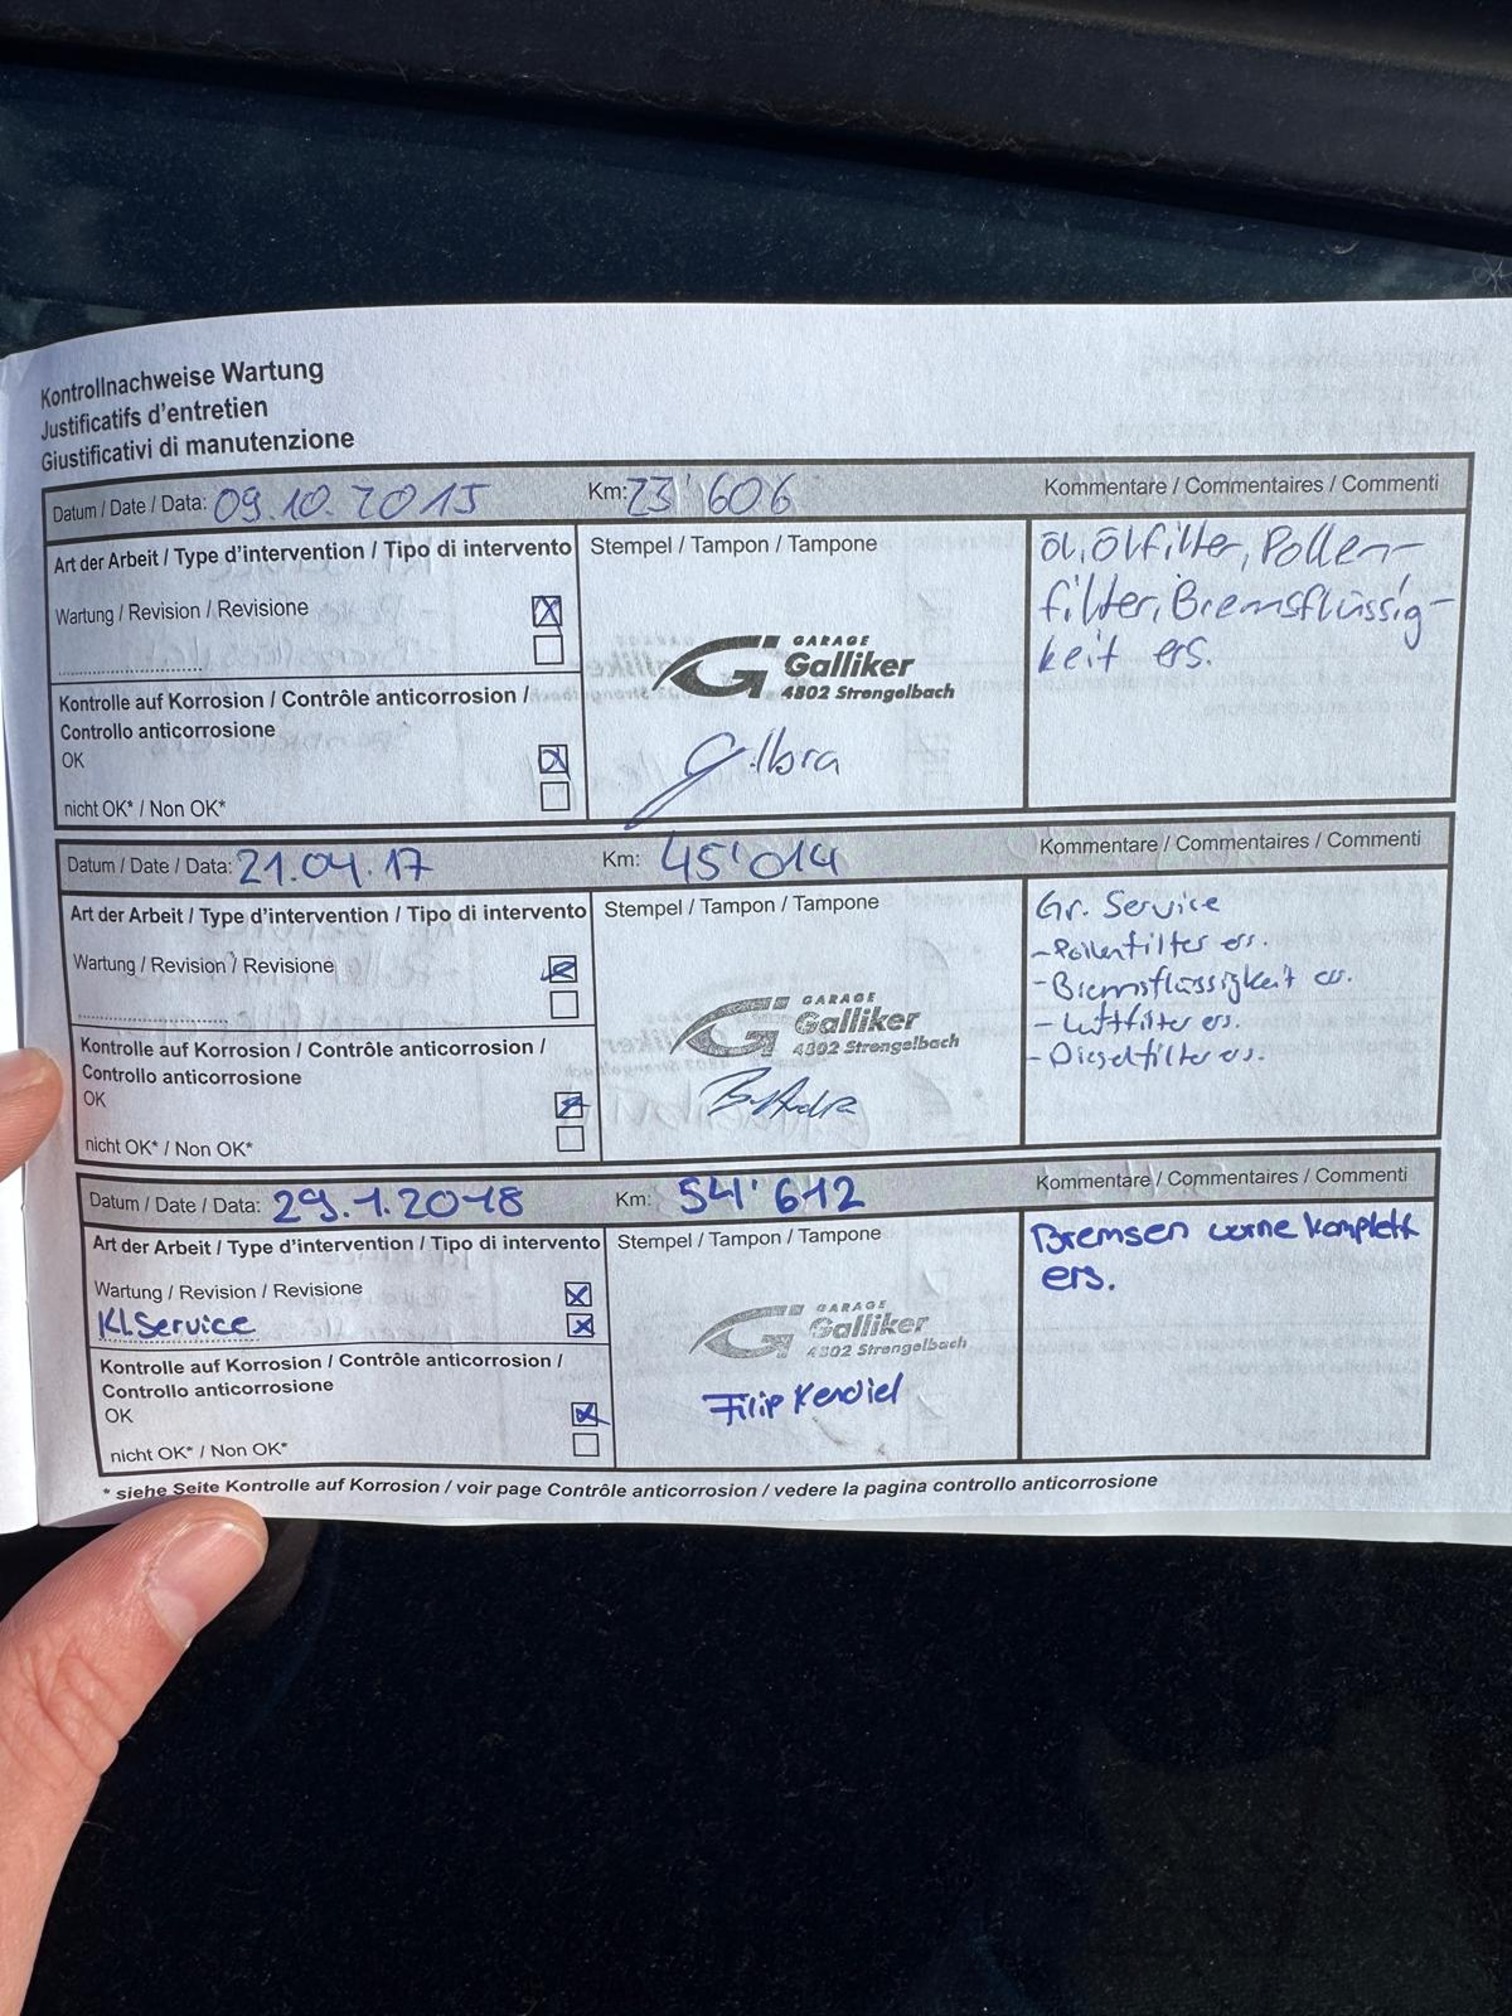 Kontrollnachweise Wartung
Justificatifs d'entretien
Giustificativi di manutenzione
Datum / Date / Data: 09.10.2015 Km: 23'606 Kommentare / Commentaires / Commenti
Art der Arbeit / Type d'intervention / Tipo di intervento Stempel / Tampon / Tampone
Öl, Ölfilter, Pollen-
filter, Bremsflüssig-
keit ers.
Wartung / Revision / Revisione
GARAGE
Galliker
4802 Strengelbach
Kontrolle auf Korrosion / Contrôle anticorrosion /
Controllo anticorrosione
OK
nicht OK* / Non OK*
Datum / Date / Data: 21.04.17 Km: 45'014 Kommentare / Commentaires / Commenti
Art der Arbeit / Type d'intervention / Tipo di intervento Stempel / Tampon / Tampone
Gr. Service
- Pollenfilter ers.
- Bremsflüssigkeit ers.
- Luftfilter ers.
- Dieselfilter ers.
Wartung / Revision / Revisione
GARAGE
Galliker
4802 Strengelbach
Kontrolle auf Korrosion / Contrôle anticorrosion /
Controllo anticorrosione
OK
nicht OK* / Non OK*
Datum / Date / Data: 29.1.2018 Km: 54'612 Kommentare / Commentaires / Commenti
Art der Arbeit / Type d'intervention / Tipo di intervento Stempel / Tampon / Tampone
Bremsen vorne komplett
ers.
Wartung / Revision / Revisione
Kl.Service
GARAGE
Galliker
4802 Strengelbach
Filip
Kontrolle auf Korrosion / Contrôle anticorrosion /
Controllo anticorrosione
OK
nicht OK* / Non OK*
* siehe Seite Kontrolle auf Korrosion / voir page Contrôle anticorrosion / vedere la pagina controllo anticorrosione